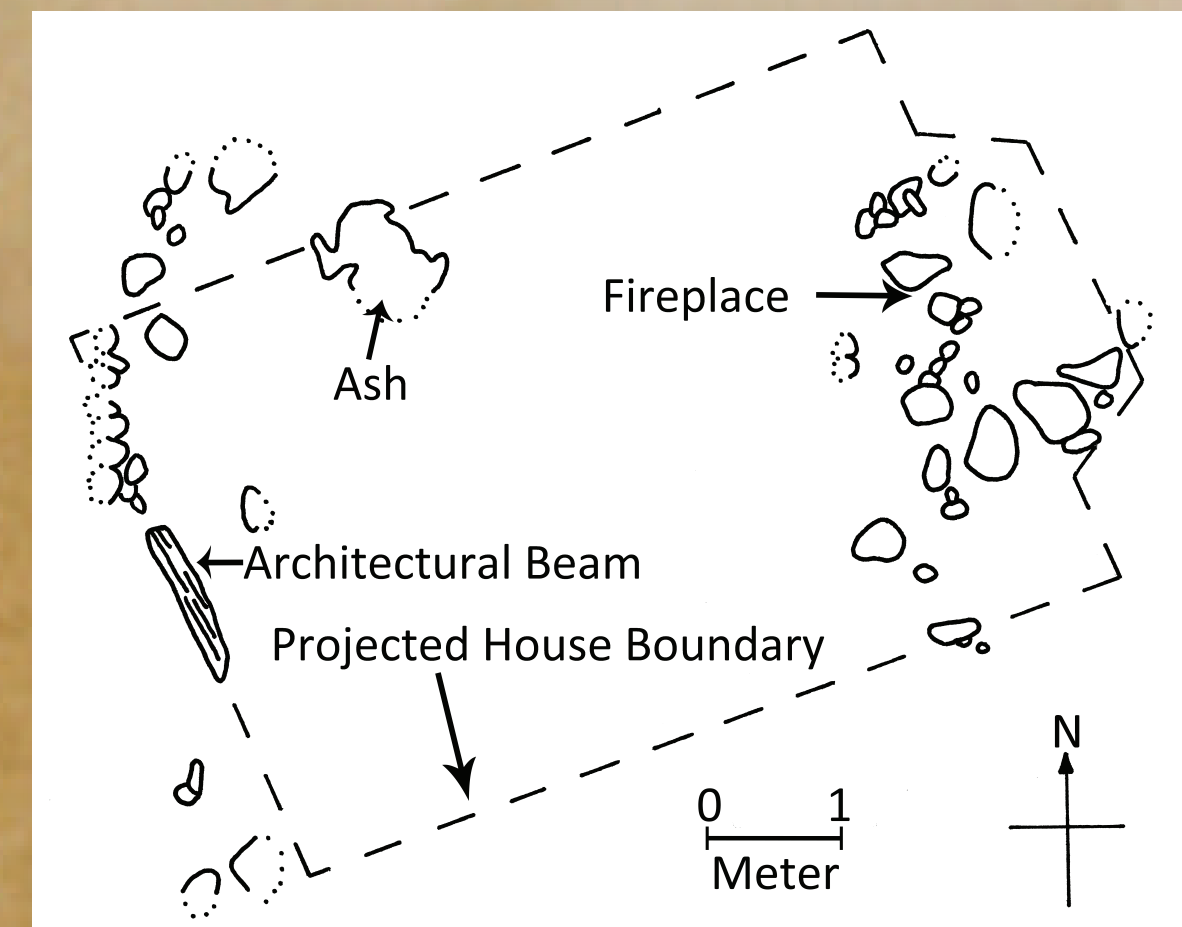 Fireplace
Ash
Architectural Beam
Projected House Boundary
N
0 1
Meter